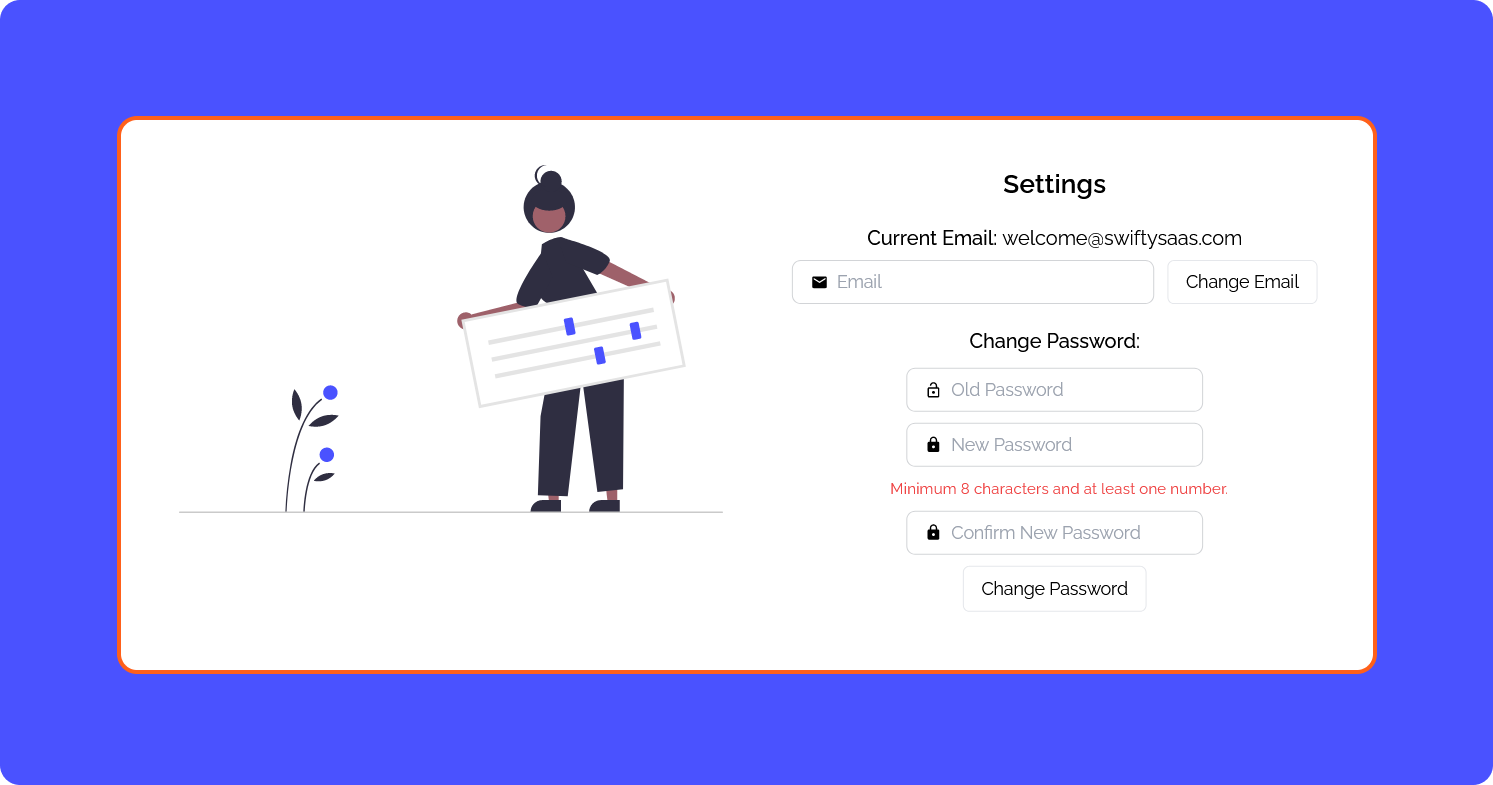 Settings
Current Email: welcome@swiftysaas.com
Email
Change Email
Change Password:
Old Password
New Password
Minimum 8 characters and at least one number.
Confirm New Password
Change Password